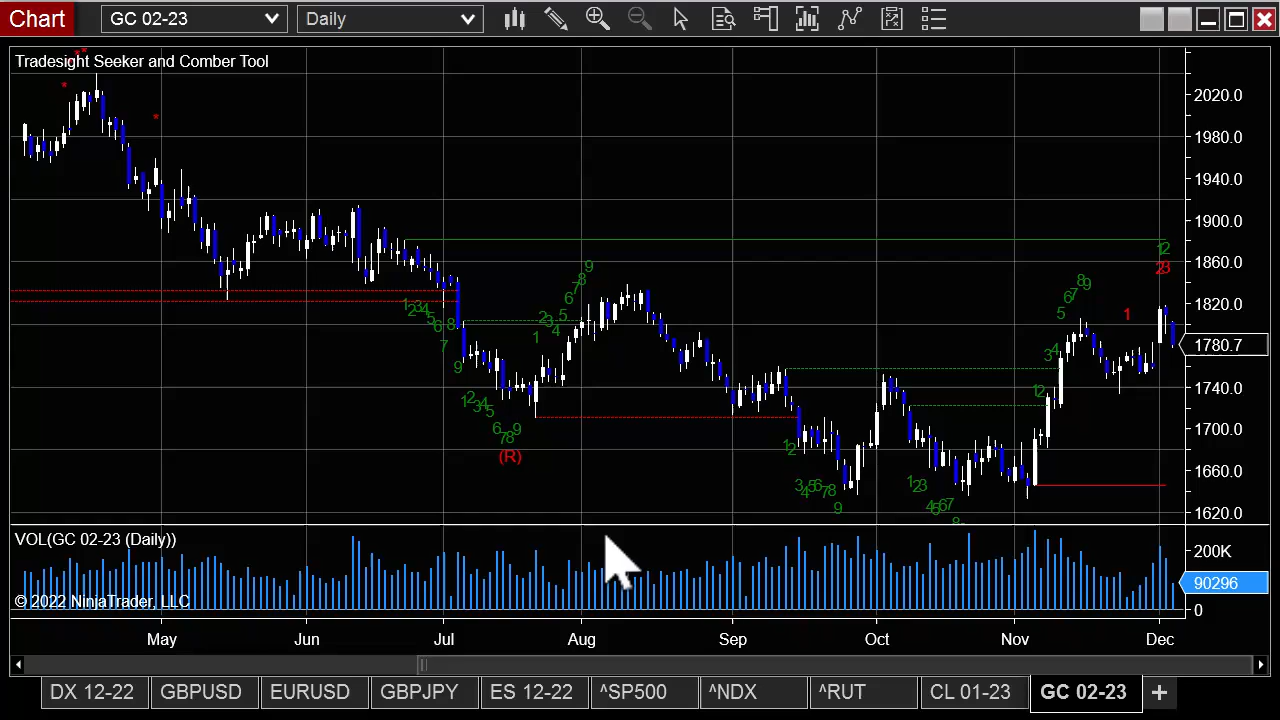 Chart GC 02-23 Daily
Tradesight Seeker and Comber Tool
2020.0
1980.0
1940.0
1900.0
1860.0
1820.0
1780.7
1740.0
1700.0
1660.0
1620.0
(R)
VOL(GC 02-23 (Daily))
200K
90296
0
© 2022 NinjaTrader, LLC
May Jun Jul Aug Sep Oct Nov Dec
DX 12-22 GBPUSD EURUSD GBPJPY ES 12-22 ^SP500 ^NDX ^RUT CL 01-23 GC 02-23 +